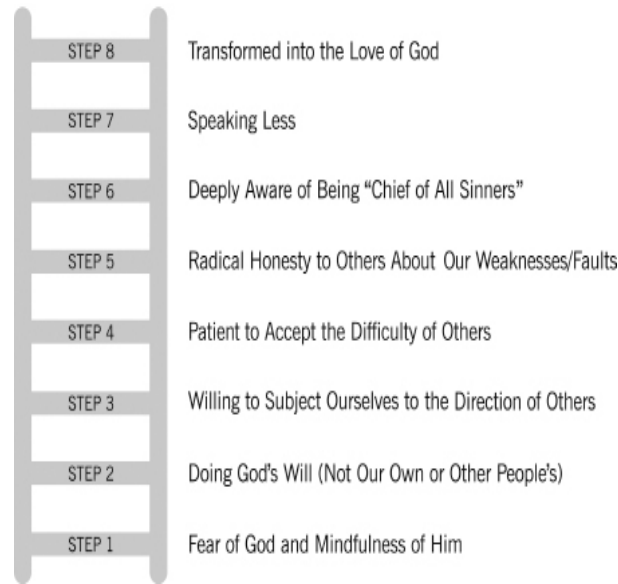 STEP 8 Transformed into the Love of God
STEP 7 Speaking Less
STEP 6 Deeply Aware of Being “Chief of All Sinners”
STEP 5 Radical Honesty to Others About Our Weaknesses/Faults
STEP 4 Patient to Accept the Difficulty of Others
STEP 3 Willing to Subject Ourselves to the Direction of Others
STEP 2 Doing God’s Will (Not Our Own or Other People’s)
STEP 1 Fear of God and Mindfulness of Him